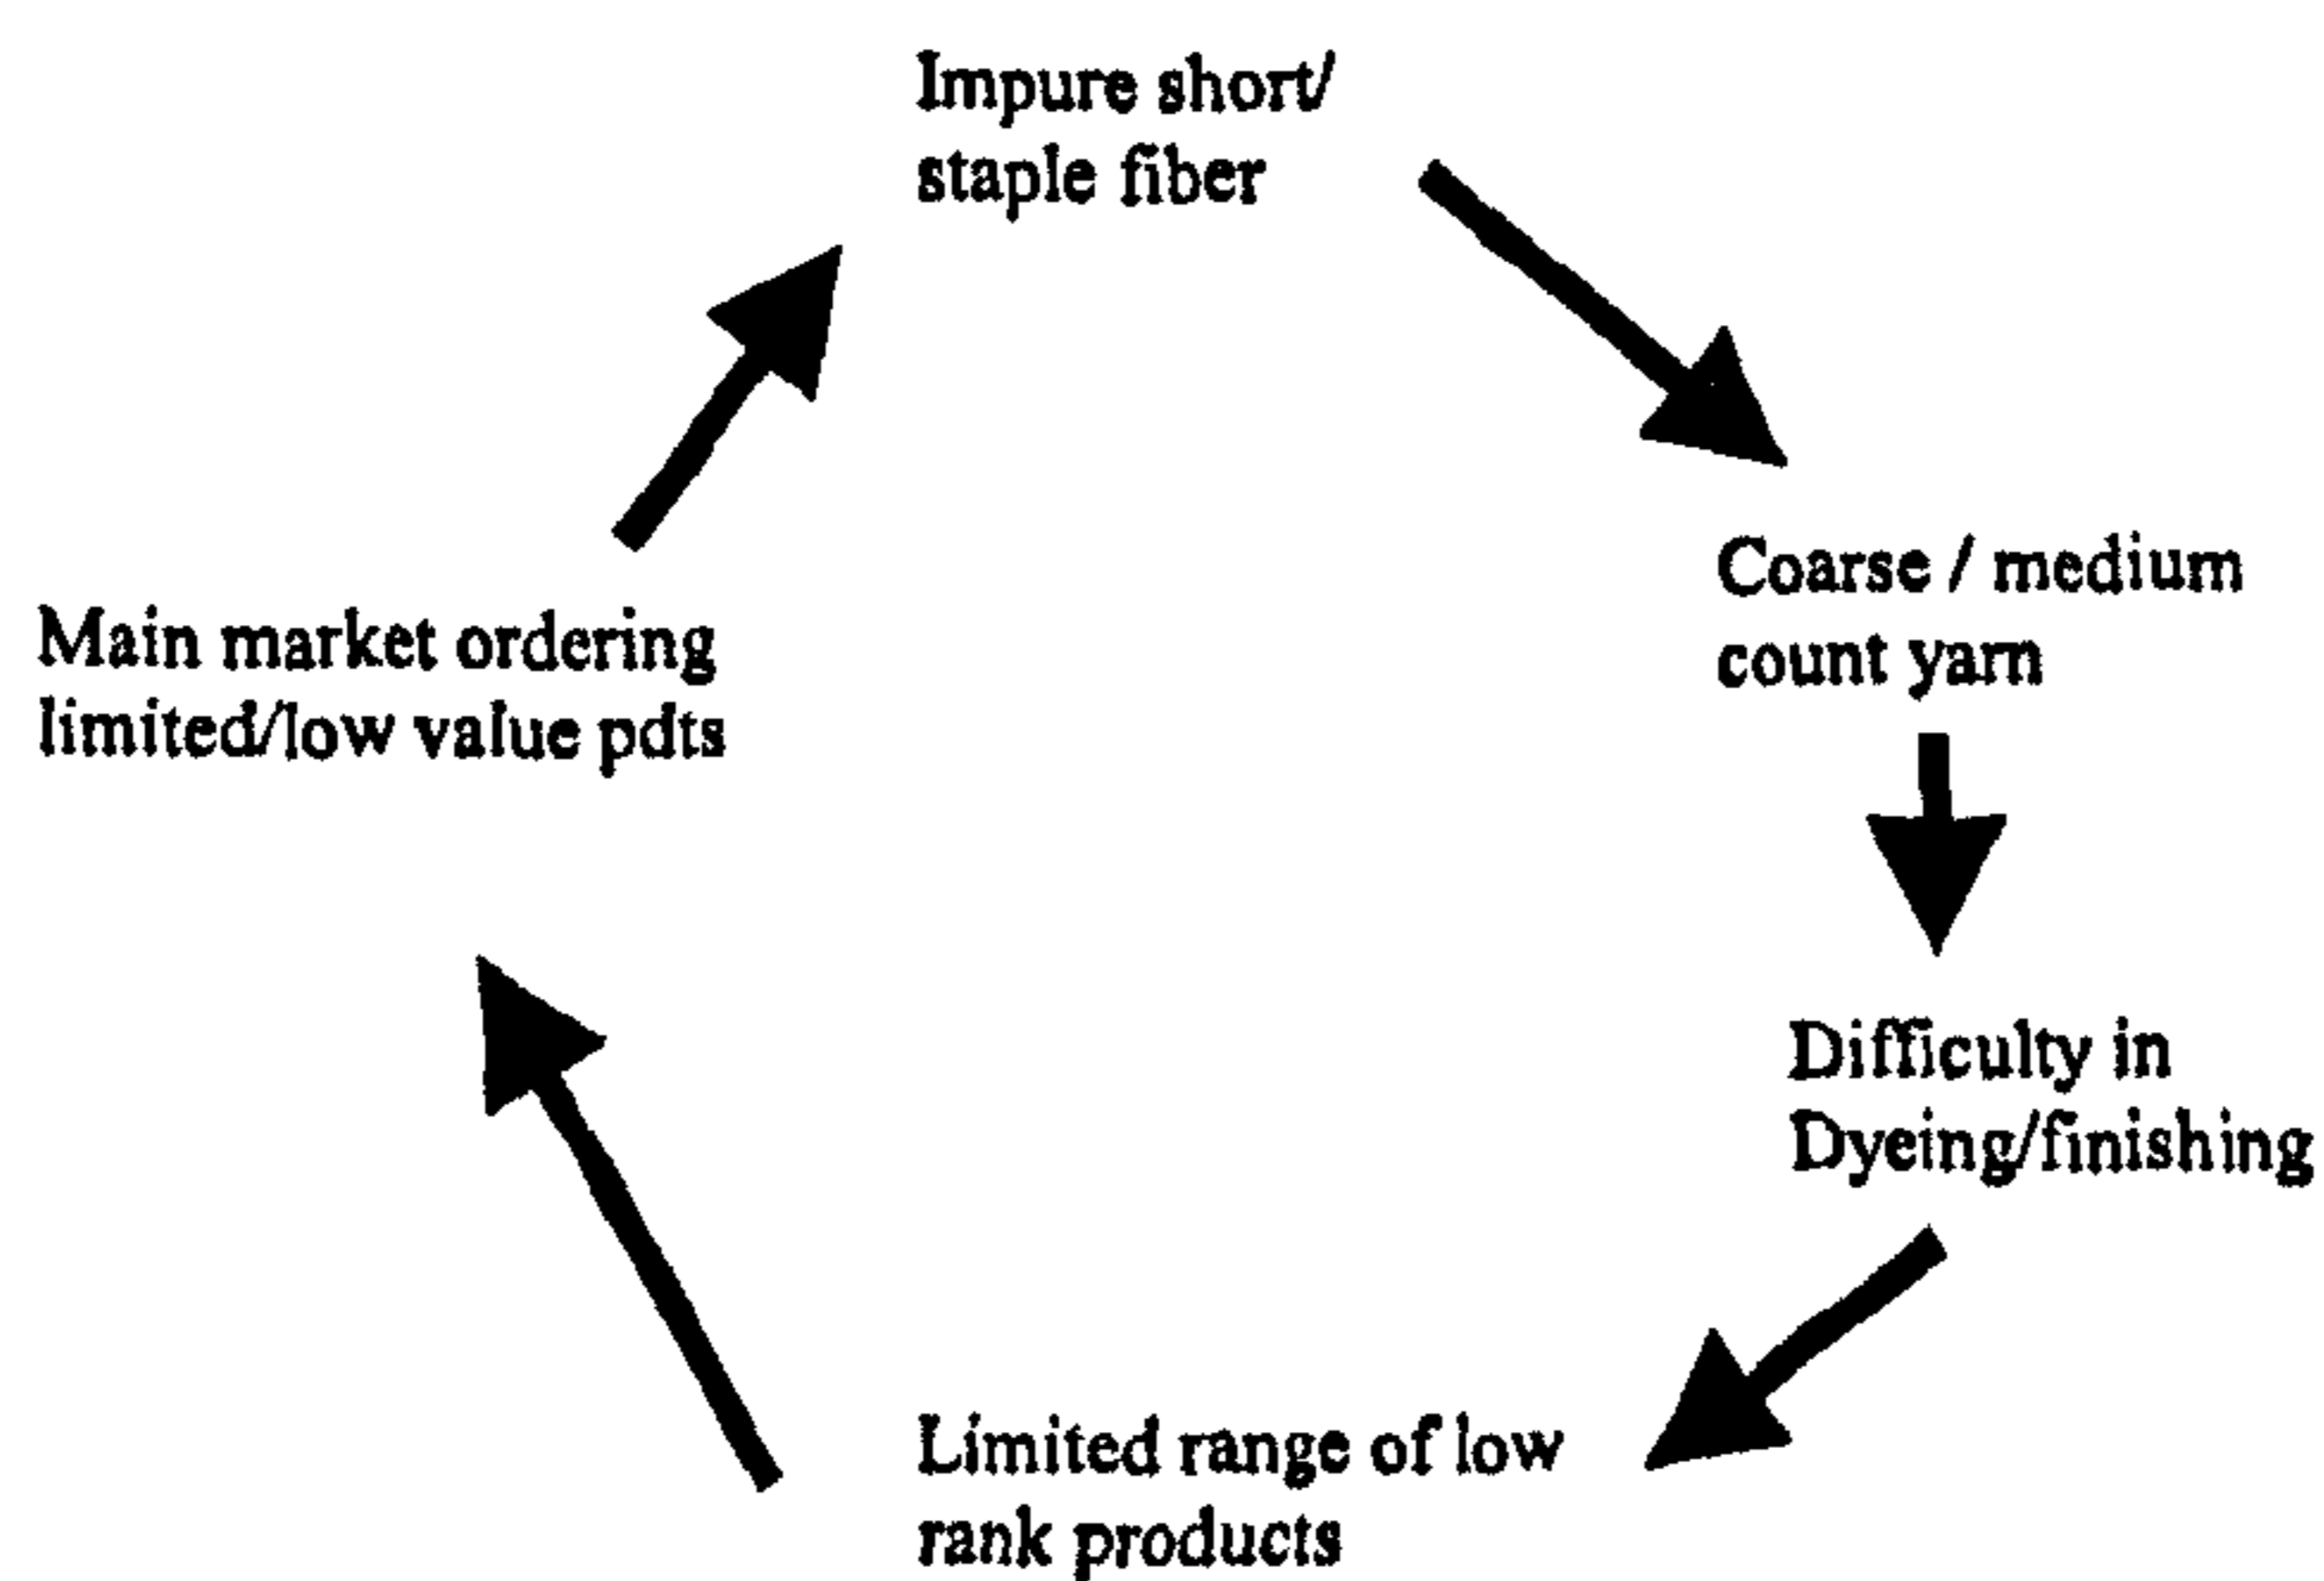 Impure short/
staple fiber
Coarse / medium
count yarn
Difficulty in
Dyeing/finishing
Limited range of low
rank products
Main market ordering
limited/low value pdts